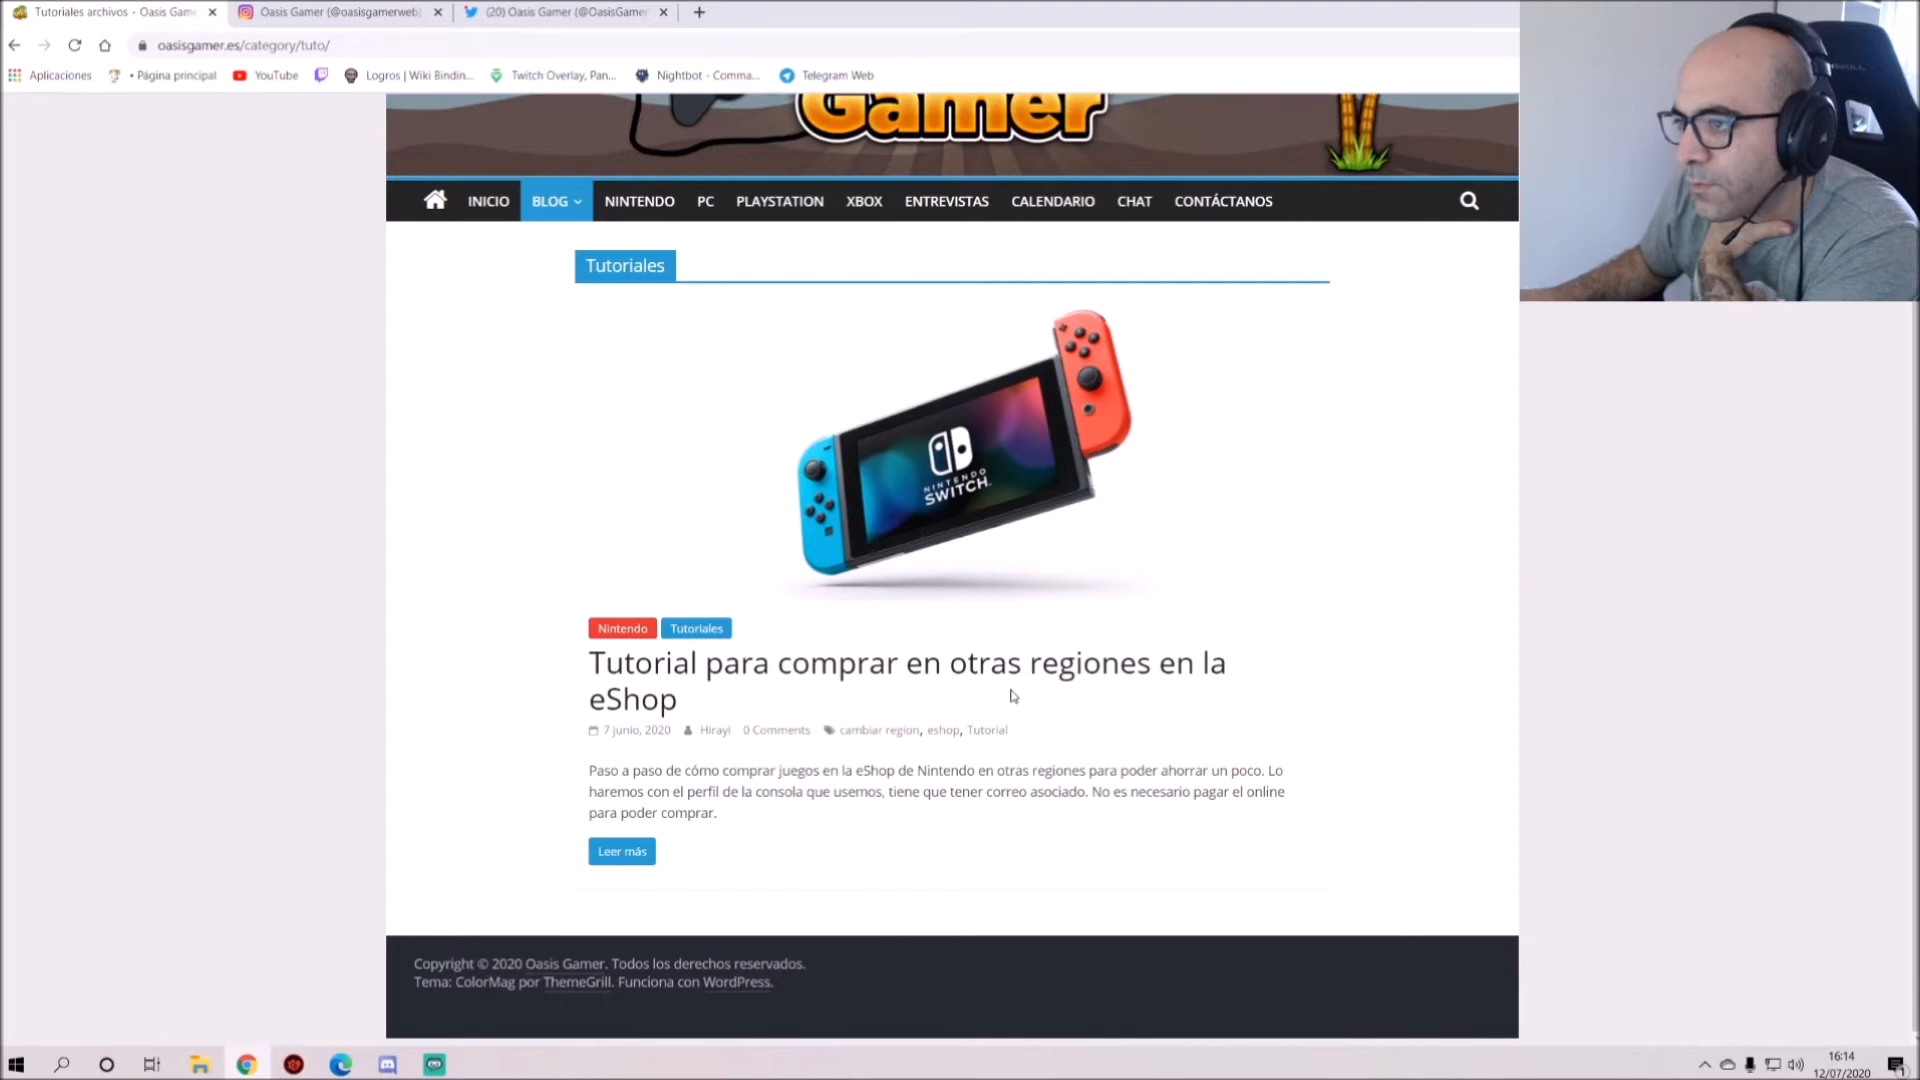 Tutoriales archivos - Oasis Gam
Oasis Gamer (@oasisgamerweb)
(20) Oasis Gamer (@OasisGamer
oasisgamer.es/category/tuto/
Aplicaciones
• Página principal
YouTube
Logros | Wiki Bindin...
Twitch Overlay, Pan...
Nightbot - Comma...
Telegram Web
Gamer
INICIO
BLOG
NINTENDO
PC
PLAYSTATION
XBOX
ENTREVISTAS
CALENDARIO
CHAT
CONTÁCTANOS
Tutoriales
NINTENDO
SWITCH
Nintendo
Tutoriales
Tutorial para comprar en otras regiones en la
eShop
7 junio, 2020
Hirayi
0 Comments
cambiar region, eshop, Tutorial
Paso a paso de cómo comprar juegos en la eShop de Nintendo en otras regiones para poder ahorrar un poco. Lo
haremos con el perfil de la consola que usemos, tiene que tener correo asociado. No es necesario pagar el online
para poder comprar.
Leer más
Copyright © 2020 Oasis Gamer. Todos los derechos reservados.
Tema: ColorMag por ThemeGrill. Funciona con WordPress.
16:14
12/07/2020